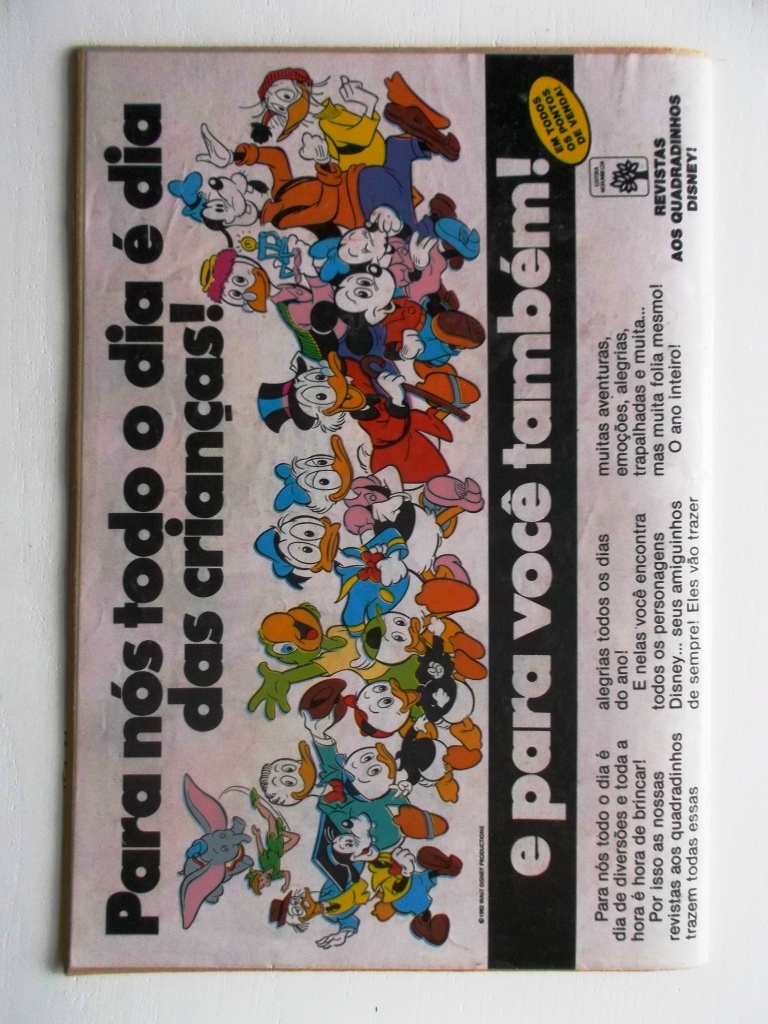 Para nós todo o dia é dia
das crianças!
© 1983 WALT DISNEY PRODUCTIONS
e para você também!
EM TODOS
OS PONTOS
DE VENDA!
Para nós todo o dia é
dia de diversões e toda a
hora é hora de brincar!
Por isso as nossas
revistas aos quadradinhos
trazem todas essas
alegrias todos os dias
do ano!
E nelas você encontra
todos os personagens
Disney... seus amiguinhos
de sempre! Eles vão trazer
muitas aventuras,
emoções, alegrias,
trapalhadas e muita...
mas muita folia mesmo!
O ano inteiro!
EDITORA
MORUMBI LDA
REVISTAS
AOS QUADRADINHOS
DISNEY!